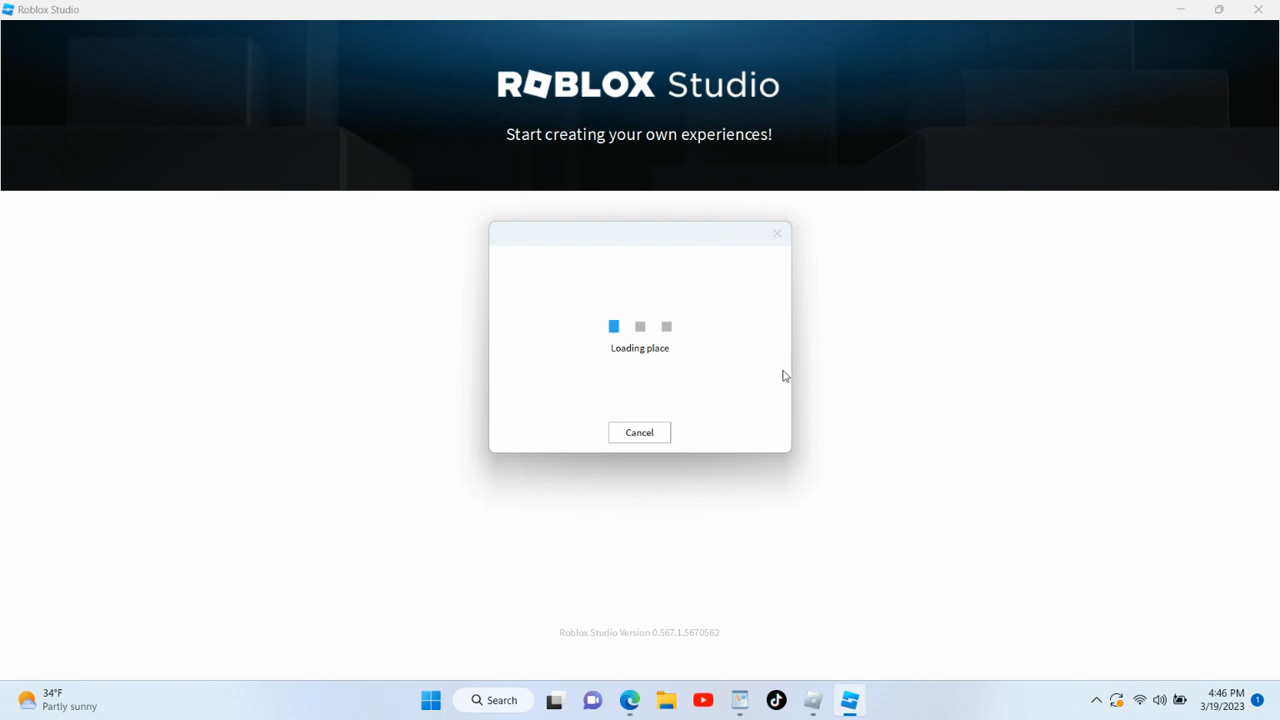 Roblox Studio
ROBLOX Studio
Start creating your own experiences!
Loading place
Cancel
Roblox Studio Version 0.567.1.5670562
34°F
Partly sunny
Search
4:46 PM
3/19/2023
1